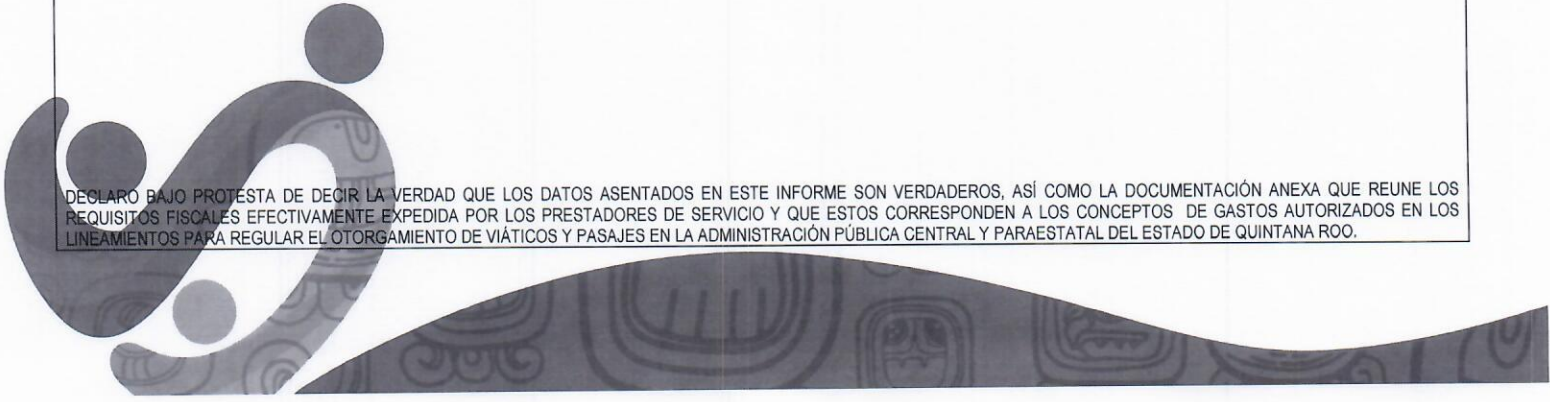 DECLARO BAJO PROTESTA DE DECIR LA VERDAD QUE LOS DATOS ASENTADOS EN ESTE INFORME SON VERDADEROS, ASÍ COMO LA DOCUMENTACIÓN ANEXA QUE REUNE LOS
REQUISITOS FISCALES EFECTIVAMENTE EXPEDIDA POR LOS PRESTADORES DE SERVICIO Y QUE ESTOS CORRESPONDEN A LOS CONCEPTOS DE GASTOS AUTORIZADOS EN LOS
LINEAMIENTOS PARA REGULAR EL OTORGAMIENTO DE VIÁTICOS Y PASAJES EN LA ADMINISTRACIÓN PÚBLICA CENTRAL Y PARAESTATAL DEL ESTADO DE QUINTANA ROO.